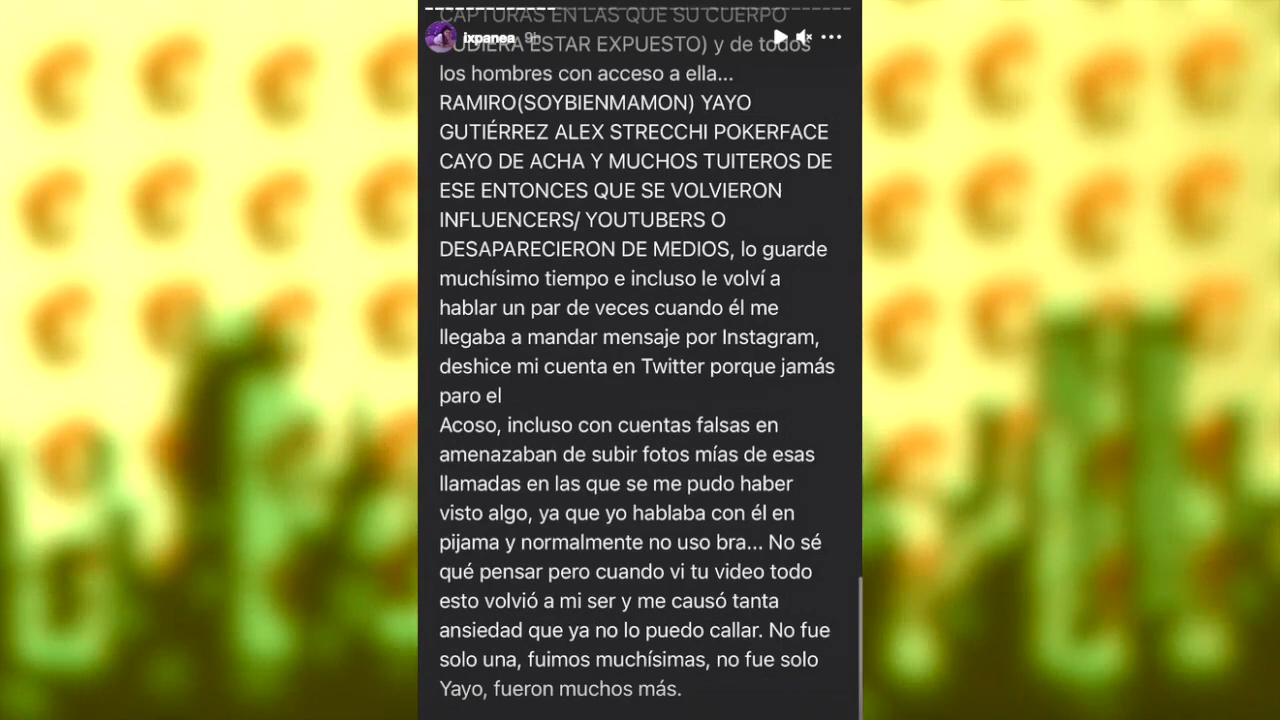 CAPTURAS EN LAS QUE SU CUERPO
ixpanea 9h
PUDIERA ESTAR EXPUESTO) y de todos
los hombres con acceso a ella...
RAMIRO(SOYBIENMAMON) YAYO
GUTIÉRREZ ALEX STRECCHI POKERFACE
CAYO DE ACHA Y MUCHOS TUITEROS DE
ESE ENTONCES QUE SE VOLVIERON
INFLUENCERS/ YOUTUBERS O
DESAPARECIERON DE MEDIOS, lo guarde
muchísimo tiempo e incluso le volví a
hablar un par de veces cuando él me
llegaba a mandar mensaje por Instagram,
deshice mi cuenta en Twitter porque jamás
paro el
Acoso, incluso con cuentas falsas en
amenazaban de subir fotos mías de esas
llamadas en las que se me pudo haber
visto algo, ya que yo hablaba con él en
pijama y normalmente no uso bra... No sé
qué pensar pero cuando vi tu video todo
esto volvió a mi ser y me causó tanta
ansiedad que ya no lo puedo callar. No fue
solo una, fuimos muchísimas, no fue solo
Yayo, fueron muchos más.